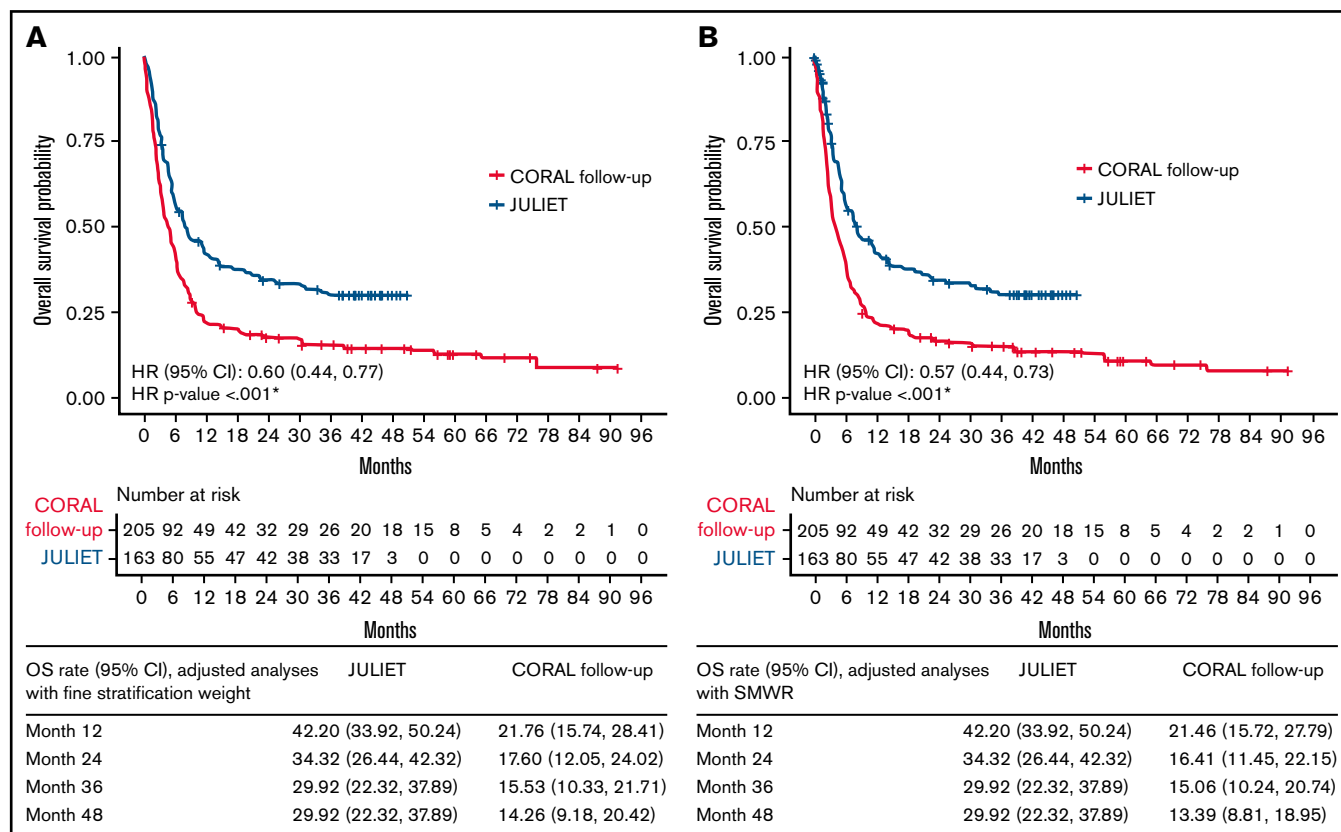 A
1.00
0.75
0.50
0.25
0.00
Overall survival probability
CORAL follow-up
JULIET
HR (95% CI): 0.60 (0.44, 0.77)
HR p-value <.001*
0 6 12 18 24 30 36 42 48 54 60 66 72 78 84 90 96
Months
Number at risk
CORAL follow-up 205 92 49 42 32 29 26 20 18 15 8 5 4 2 2 1 0
JULIET 163 80 55 47 42 38 33 17 3 0 0 0 0 0 0 0 0
0 6 12 18 24 30 36 42 48 54 60 66 72 78 84 90 96
Months
OS rate (95% CI), adjusted analyses with fine stratification weight JULIET CORAL follow-up
Month 12 42.20 (33.92, 50.24) 21.76 (15.74, 28.41)
Month 24 34.32 (26.44, 42.32) 17.60 (12.05, 24.02)
Month 36 29.92 (22.32, 37.89) 15.53 (10.33, 21.71)
Month 48 29.92 (22.32, 37.89) 14.26 (9.18, 20.42)
B
1.00
0.75
0.50
0.25
0.00
Overall survival probability
CORAL follow-up
JULIET
HR (95% CI): 0.57 (0.44, 0.73)
HR p-value <.001*
0 6 12 18 24 30 36 42 48 54 60 66 72 78 84 90 96
Months
Number at risk
CORAL follow-up 205 92 49 42 32 29 26 20 18 15 8 5 4 2 2 1 0
JULIET 163 80 55 47 42 38 33 17 3 0 0 0 0 0 0 0 0
0 6 12 18 24 30 36 42 48 54 60 66 72 78 84 90 96
Months
OS rate (95% CI), adjusted analyses with SMWR JULIET CORAL follow-up
Month 12 42.20 (33.92, 50.24) 21.46 (15.72, 27.79)
Month 24 34.32 (26.44, 42.32) 16.41 (11.45, 22.15)
Month 36 29.92 (22.32, 37.89) 15.06 (10.24, 20.74)
Month 48 29.92 (22.32, 37.89) 13.39 (8.81, 18.95)